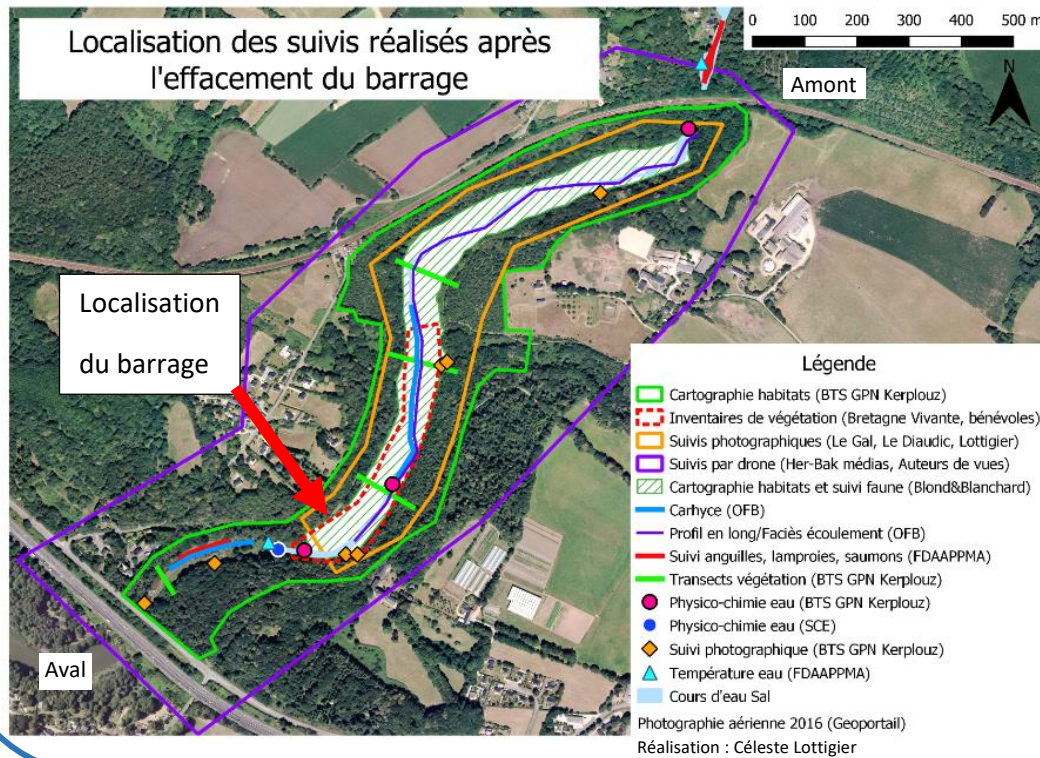 Localisation des suivis réalisés après
l'effacement du barrage
0 100 200 300 400 500 m
N
Amont
Localisation
du barrage
Aval
Légende
Cartographie habitats (BTS GPN Kerplouz)
Inventaires de végétation (Bretagne Vivante, bénévoles)
Suivis photographiques (Le Gal, Le Diaudic, Lottigier)
Suivis par drone (Her-Bak médias, Auteurs de vues)
Cartographie habitats et suivi faune (Blond&Blanchard)
Carhyce (OFB)
Profil en long/Faciès écoulement (OFB)
Suivi anguilles, lamproies, saumons (FDAAPPMA)
Transects végétation (BTS GPN Kerplouz)
Physico-chimie eau (BTS GPN Kerplouz)
Physico-chimie eau (SCE)
Suivi photographique (BTS GPN Kerplouz)
Température eau (FDAAPPMA)
Cours d'eau Sal
Photographie aérienne 2016 (Geoportail)
Réalisation : Céleste Lottigier